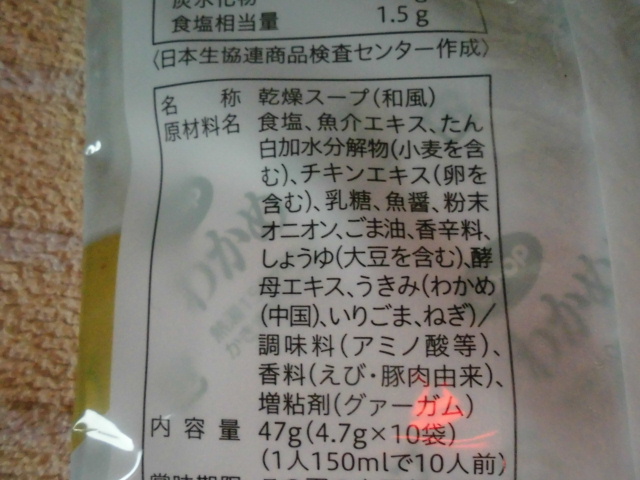 食塩相当量 1.5g
〈日本生協連商品検査センター作成〉
名称 乾燥スープ(和風)
原材料名 食塩、魚介エキス、たん
白加水分解物(小麦を含
む)、チキンエキス(卵を
含む)、乳糖、魚醤、粉末
オニオン、ごま油、香辛料、
しょうゆ(大豆を含む)、酵
母エキス、うきみ(わかめ
(中国)、いりごま、ねぎ)/
調味料(アミノ酸等)、
香料(えび・豚肉由来)、
増粘剤(グァーガム)
内容量 47g(4.7g×10袋)
(1人150mlで10人前)